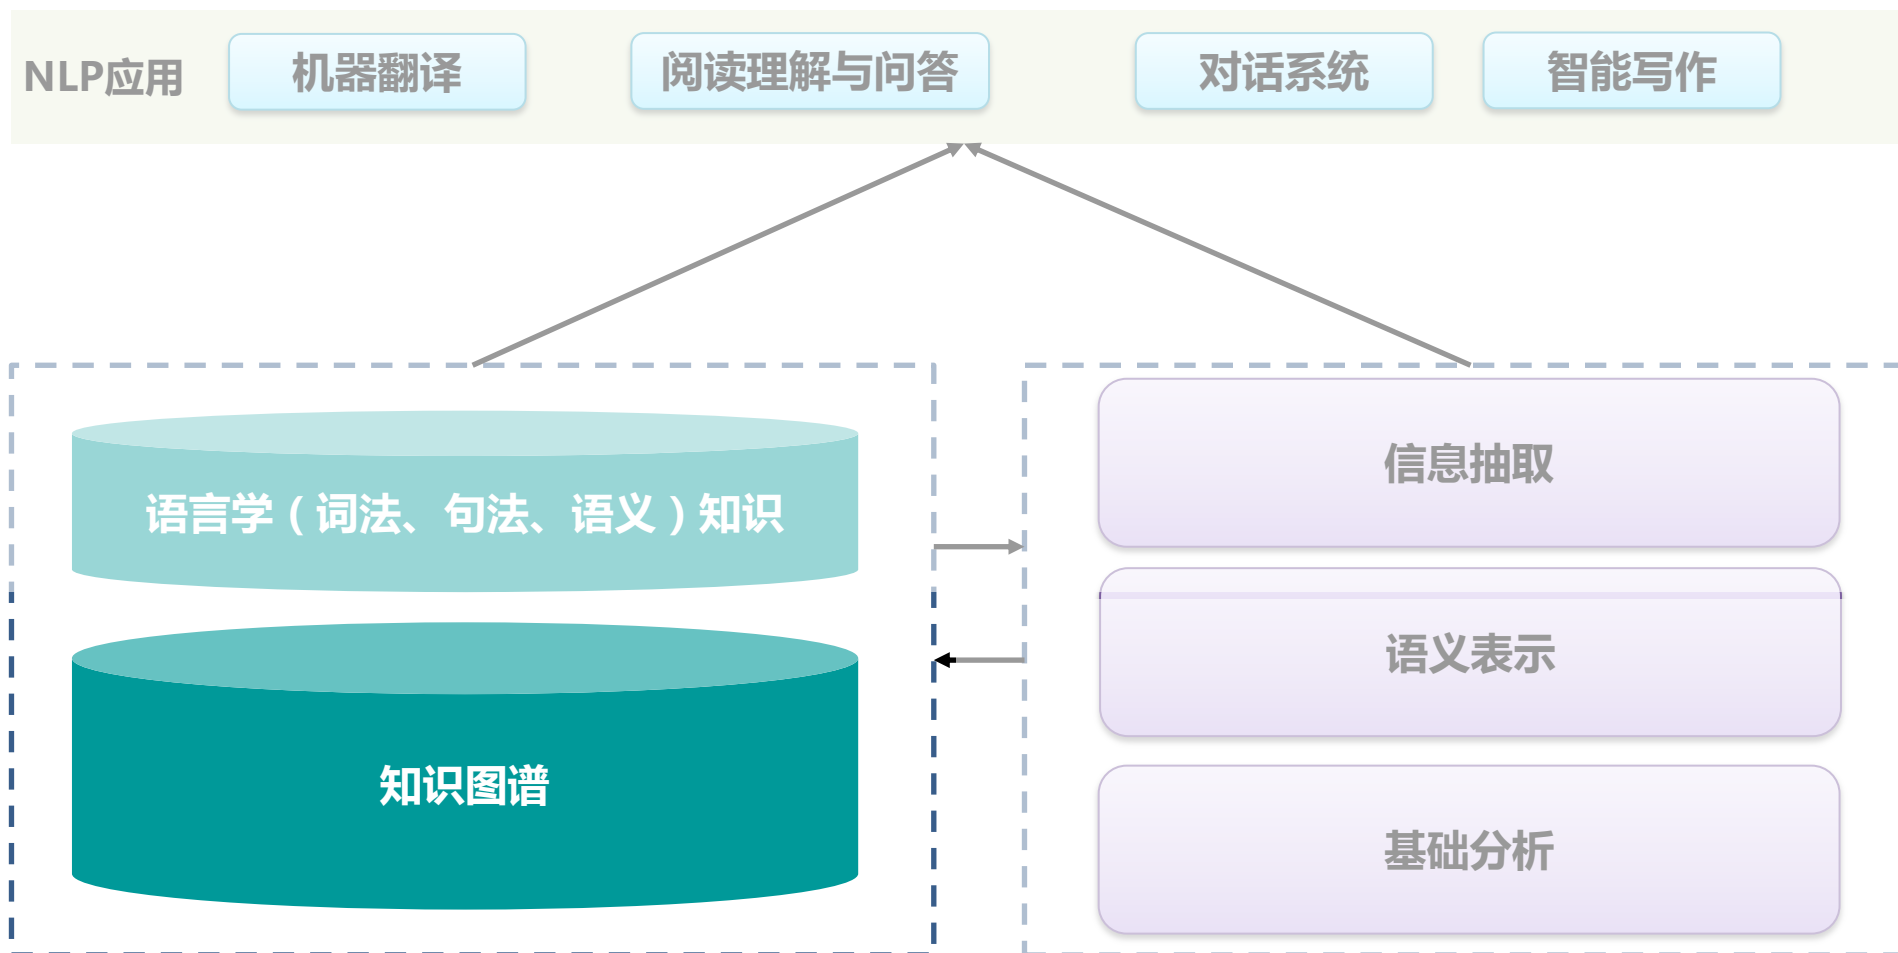 NLP应用 机器翻译 阅读理解与问答 对话系统 智能写作
语言学（词法、句法、语义）知识
知识图谱
信息抽取
语义表示
基础分析